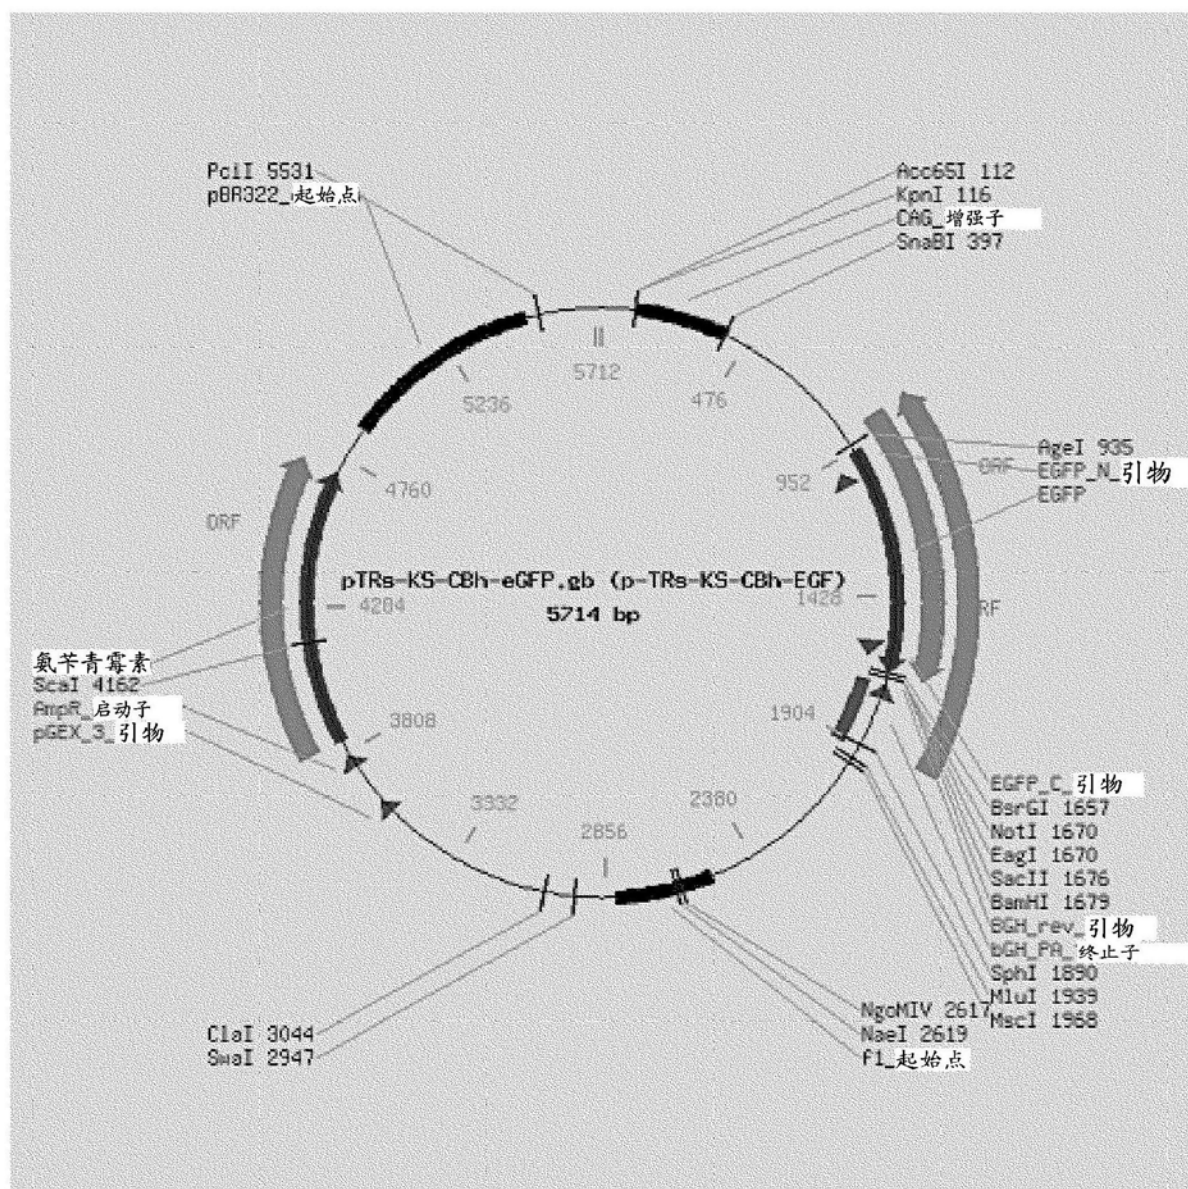 PciI 5531
pBR322_起始点
Acc65I 112
KpnI 116
CAG_增强子
SnaBI 397
5712
5236
476
AgeI 935
ORF
EGFP_N_引物
952
4760
EGFP
ORF
pTRs-KS-CBh-eGFP.gb (p-TRs-KS-CBh-EGF)
4284
1428
RF
5714 bp
氨苄青霉素
ScaI 4162
AmpR_启动子
1904
3808
pGEX_3_引物
EGFP_C_引物
3332
2380
BsrGI 1657
2856
NotI 1670
EagI 1670
SacII 1676
BamHI 1679
BGH_rev_引物
bGH_PA_终止子
SphI 1890
MluI 1939
NgoMIV 2617
MscI 1968
ClaI 3044
NaeI 2619
SwaI 2947
f1_起始点